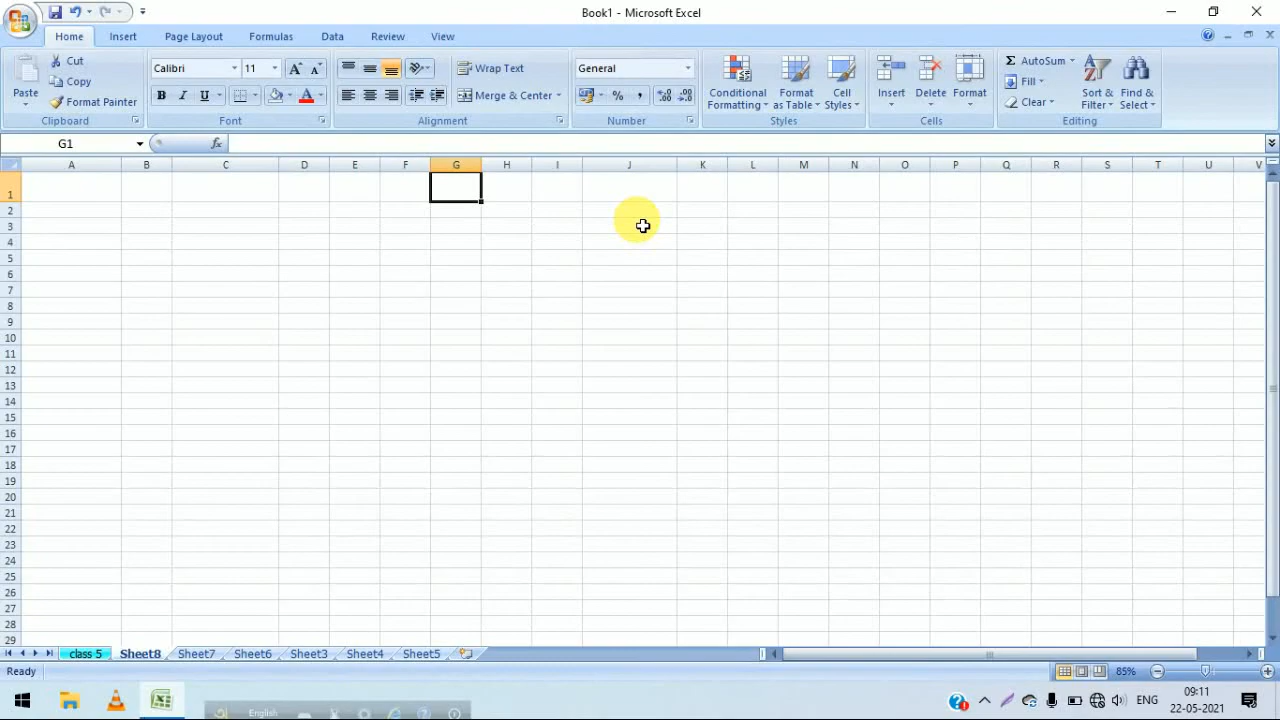 Book1 - Microsoft Excel
Home Insert Page Layout Formulas Data Review View
Paste
Cut
Copy
Format Painter
Clipboard
Calibri 11
B I U
Font
Wrap Text
Merge & Center
Alignment
General
% ,
Number
Conditional Formatting
Format as Table
Cell Styles
Styles
Insert Delete Format
Cells
Σ AutoSum
Fill
Clear
Sort & Filter
Find & Select
Editing
G1 fx
A B C D E F G H I J K L M N O P Q R S T U V
1
2
3
4
5
6
7
8
9
10
11
12
13
14
15
16
17
18
19
20
21
22
23
24
25
26
27
28
29
class 5 Sheet8 Sheet7 Sheet6 Sheet3 Sheet4 Sheet5
Ready 85%
English
ENG
09:11
22-05-2021